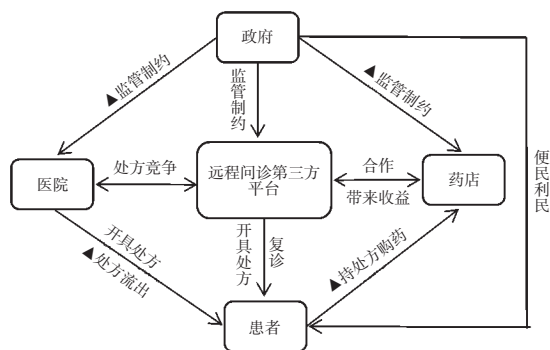 政府
▲监管制约
监管制约
▲监管制约
便民利民
医院
处方竞争
远程问诊第三方
平台
合作
带来收益
药店
开具处方
▲处方流出
开具处方
复诊
▲持处方购药
患者